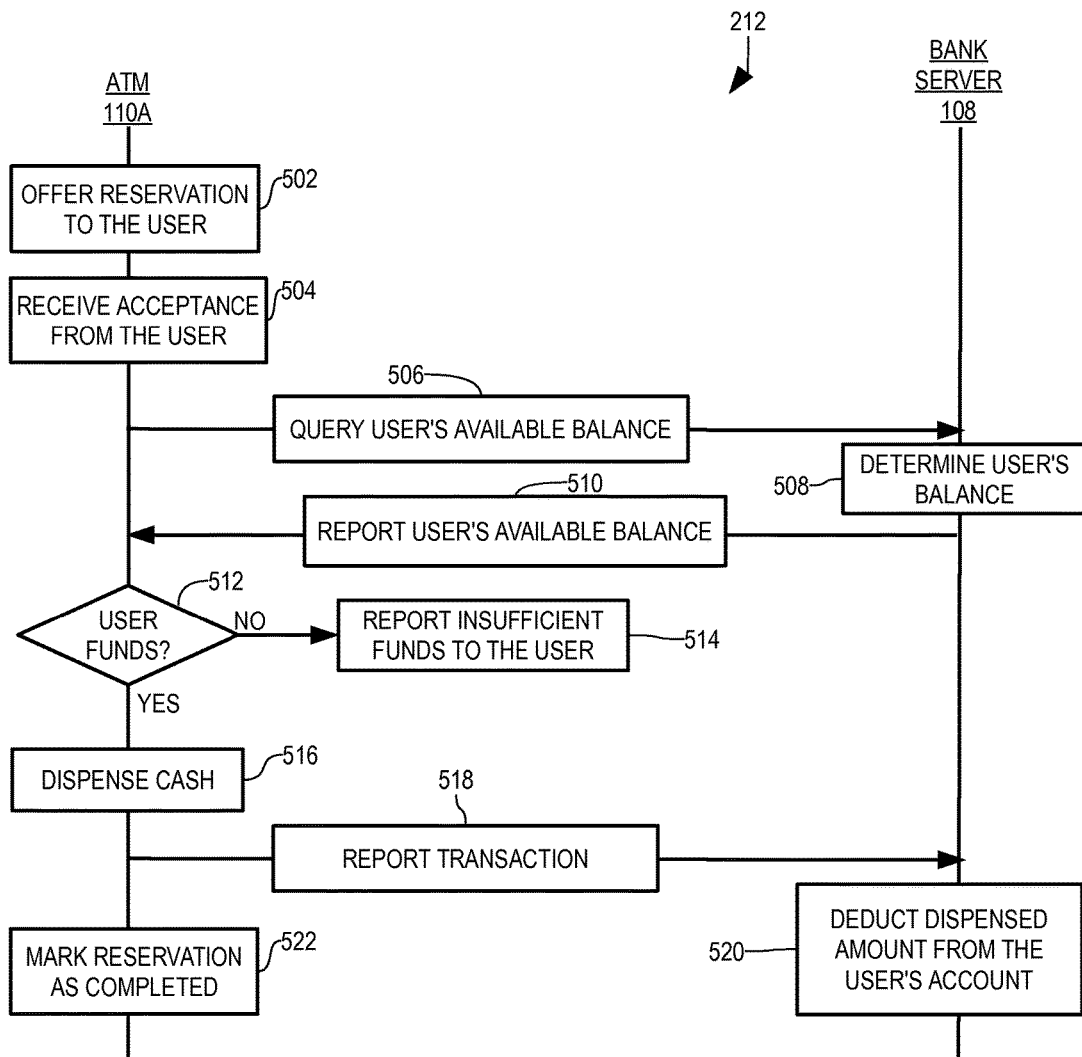 212
ATM
110A
BANK
SERVER
108
OFFER RESERVATION
TO THE USER
502
RECEIVE ACCEPTANCE
FROM THE USER
504
506
QUERY USER'S AVAILABLE BALANCE
508
DETERMINE USER'S
BALANCE
510
REPORT USER'S AVAILABLE BALANCE
512
USER
FUNDS?
NO
YES
REPORT INSUFFICIENT
FUNDS TO THE USER
514
DISPENSE CASH
516
518
REPORT TRANSACTION
520
DEDUCT DISPENSED
AMOUNT FROM THE
USER'S ACCOUNT
MARK RESERVATION
AS COMPLETED
522